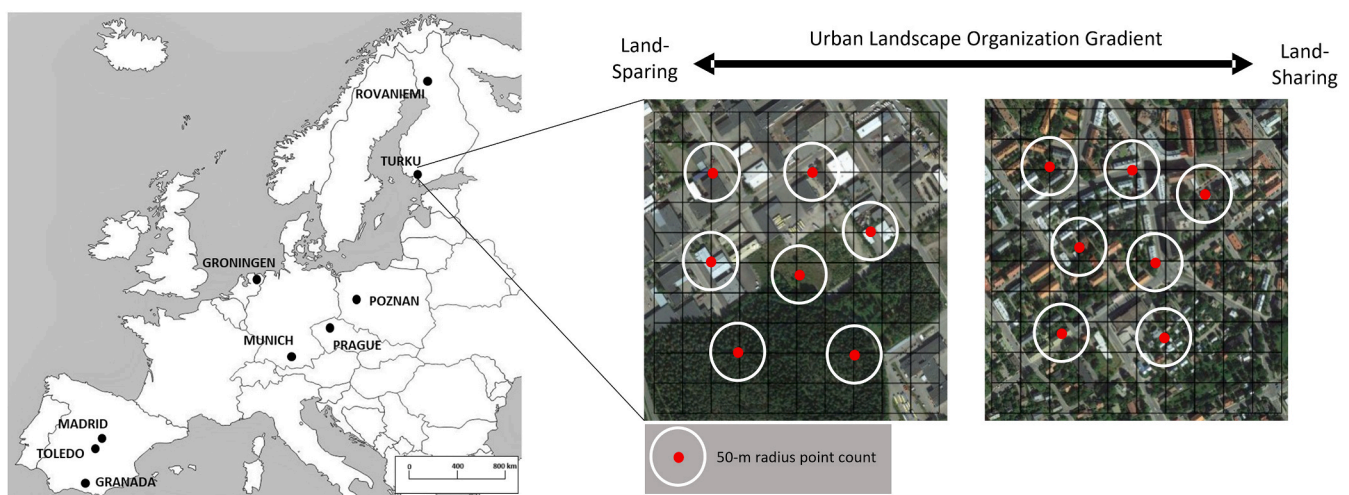 ROVANIEMI
TURKU
GRONINGEN
POZNAN
MUNICH
PRAGUE
MADRID
TOLEDO
GRANADA
0 400 800 km
Land-
Sparing
Urban Landscape Organization Gradient
Land-
Sharing
50-m radius point count